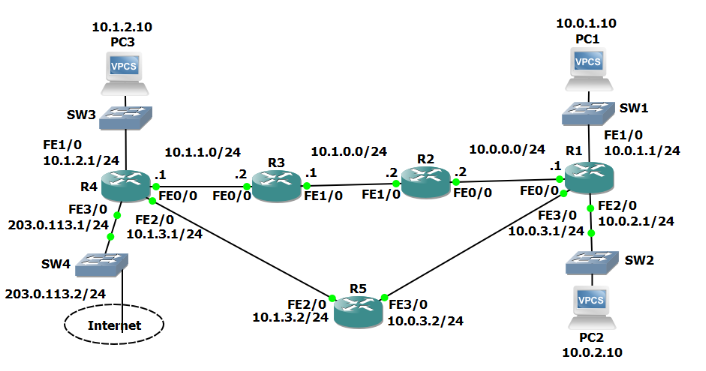 10.1.2.10
PC3
VPCS
SW3
FE1/0
10.1.2.1/24
R4
.1
FE0/0
10.1.1.0/24
.2
FE0/0
R3
.1
FE1/0
10.1.0.0/24
.2
FE1/0
R2
.2
FE0/0
10.0.0.0/24
.1
FE0/0
R1
10.0.1.10
PC1
VPCS
SW1
FE1/0
10.0.1.1/24
FE3/0
203.0.113.1/24
FE2/0
10.1.3.1/24
SW4
203.0.113.2/24
Internet
R5
FE2/0
10.1.3.2/24
FE3/0
10.0.3.2/24
FE3/0
10.0.3.1/24
FE2/0
10.0.2.1/24
SW2
VPCS
PC2
10.0.2.10